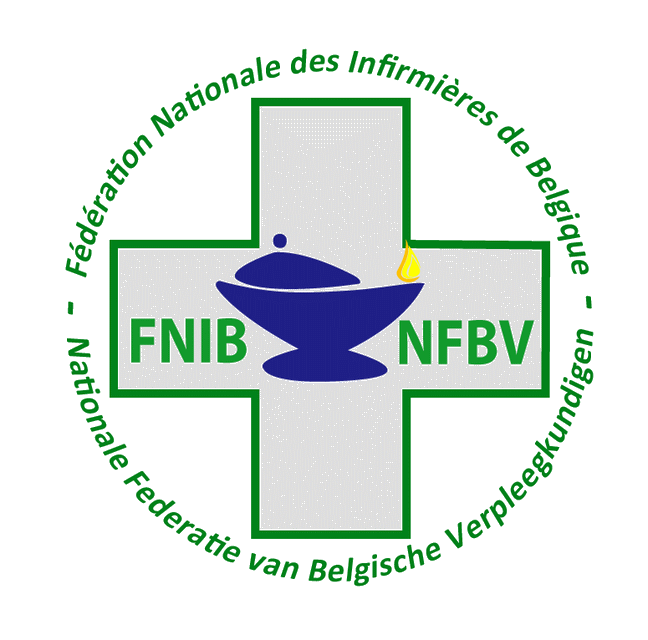 Fédération Nationale des Infirmières de Belgique
FNIB
NFBV
Nationale Federatie van Belgische Verpleegkundigen